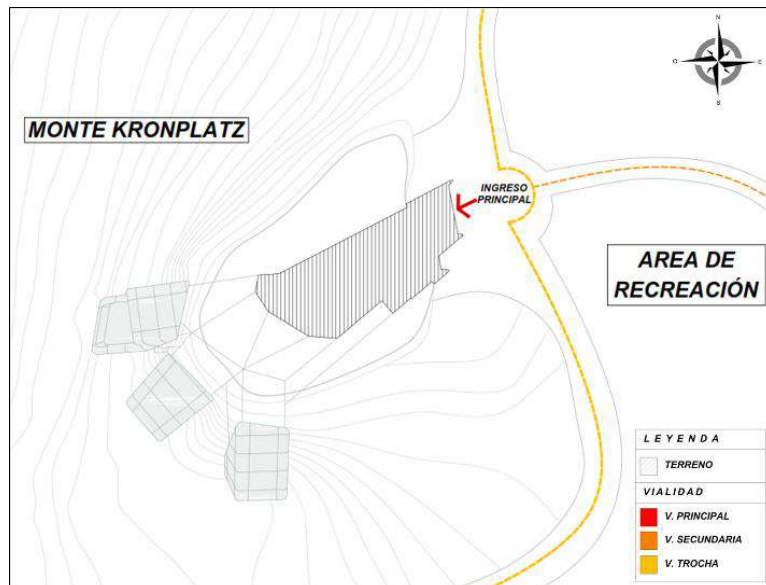 N
O
E
S
MONTE KRONPLATZ
INGRESO
PRINCIPAL
AREA DE
RECREACIÓN
LEYENDA
TERRENO
VIALIDAD
V. PRINCIPAL
V. SECUNDARIA
V. TROCHA